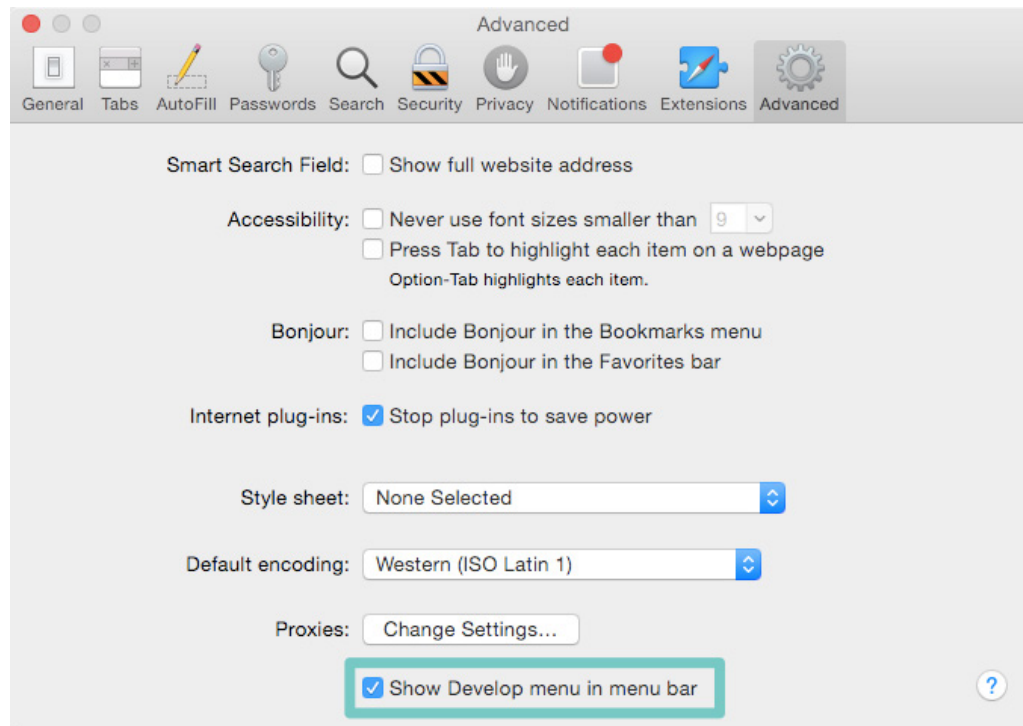 Advanced
General Tabs AutoFill Passwords Search Security Privacy Notifications Extensions Advanced
Smart Search Field: Show full website address
Accessibility: Never use font sizes smaller than 9
Press Tab to highlight each item on a webpage
Option-Tab highlights each item.
Bonjour: Include Bonjour in the Bookmarks menu
Include Bonjour in the Favorites bar
Internet plug-ins: Stop plug-ins to save power
Style sheet: None Selected
Default encoding: Western (ISO Latin 1)
Proxies: Change Settings...
Show Develop menu in menu bar ?